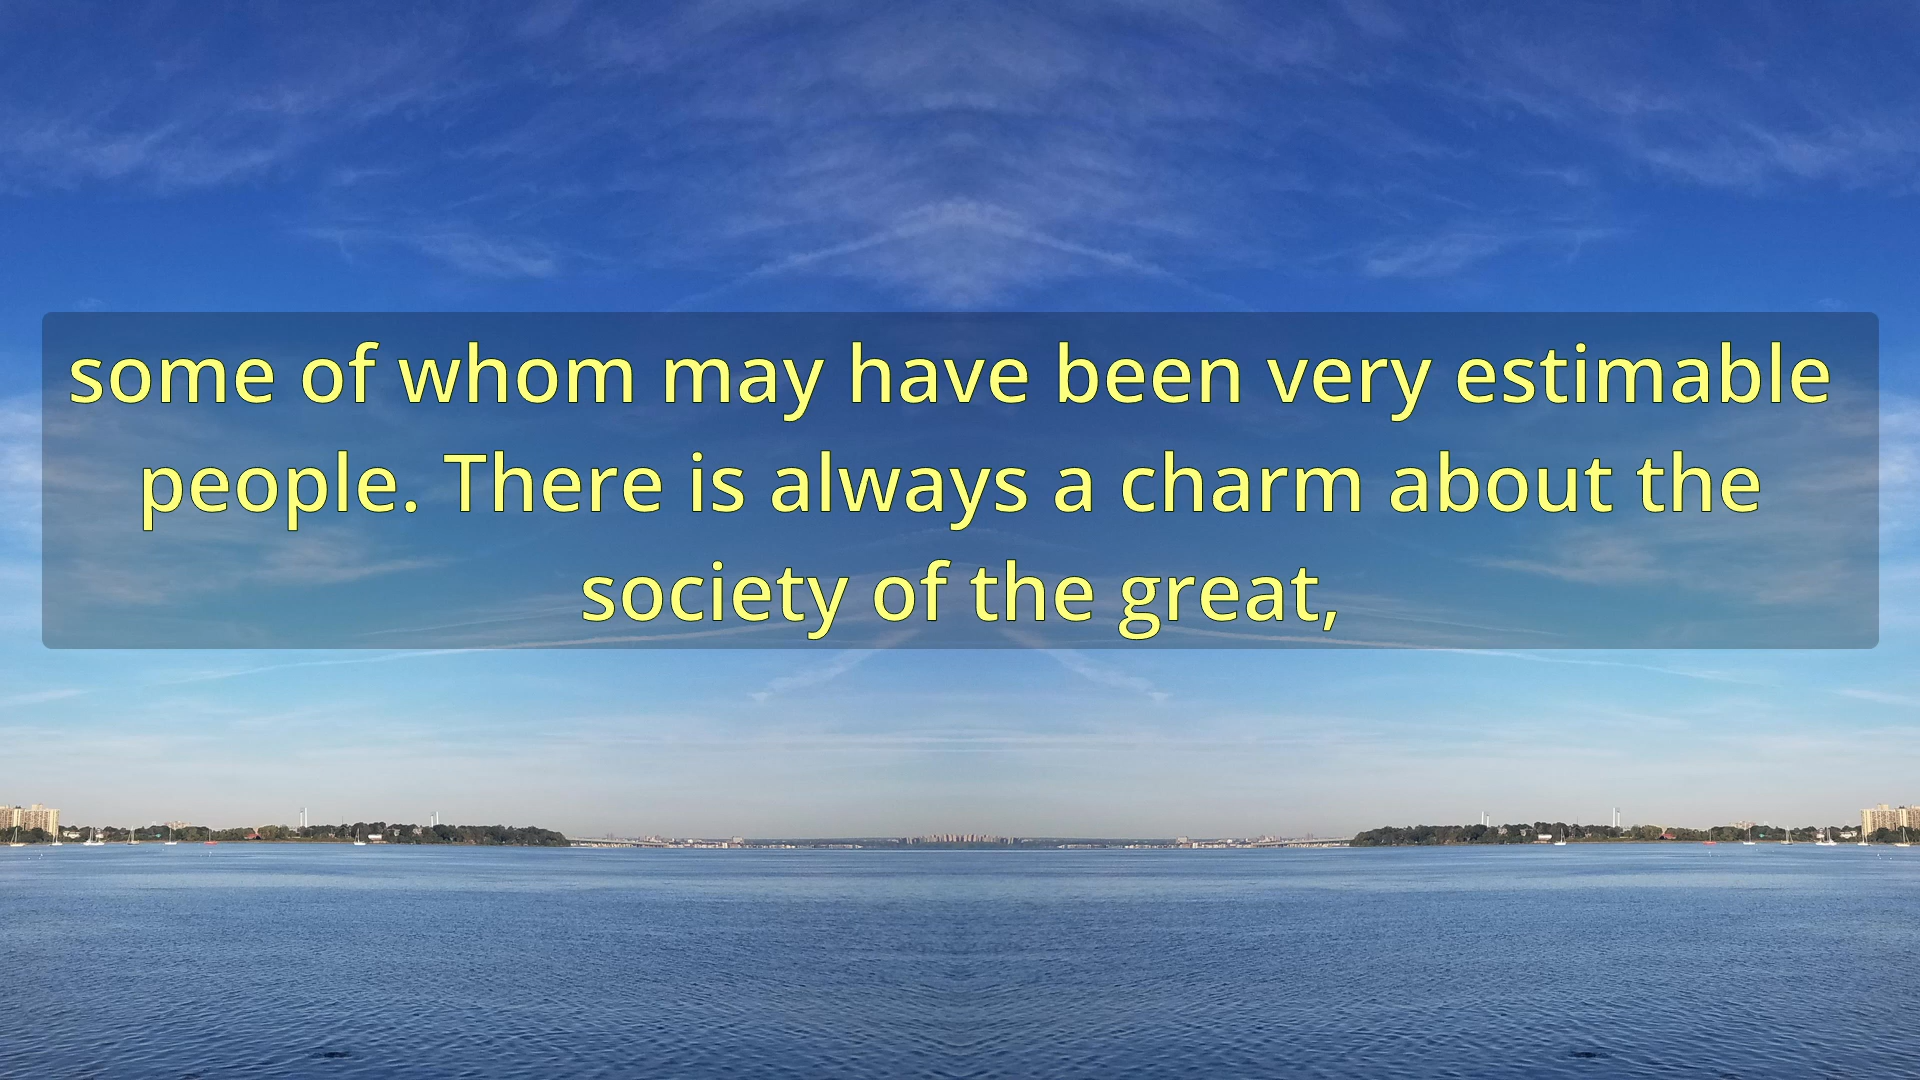 some of whom may have been very estimable
people. There is always a charm about the
society of the great,